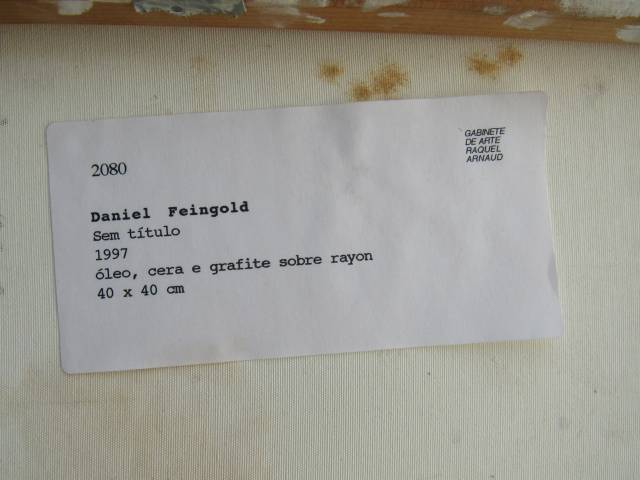 2080
GABINETE
DE ARTE
RAQUEL
ARNAUD
Daniel Feingold
Sem título
1997
óleo, cera e grafite sobre rayon
40 x 40 cm